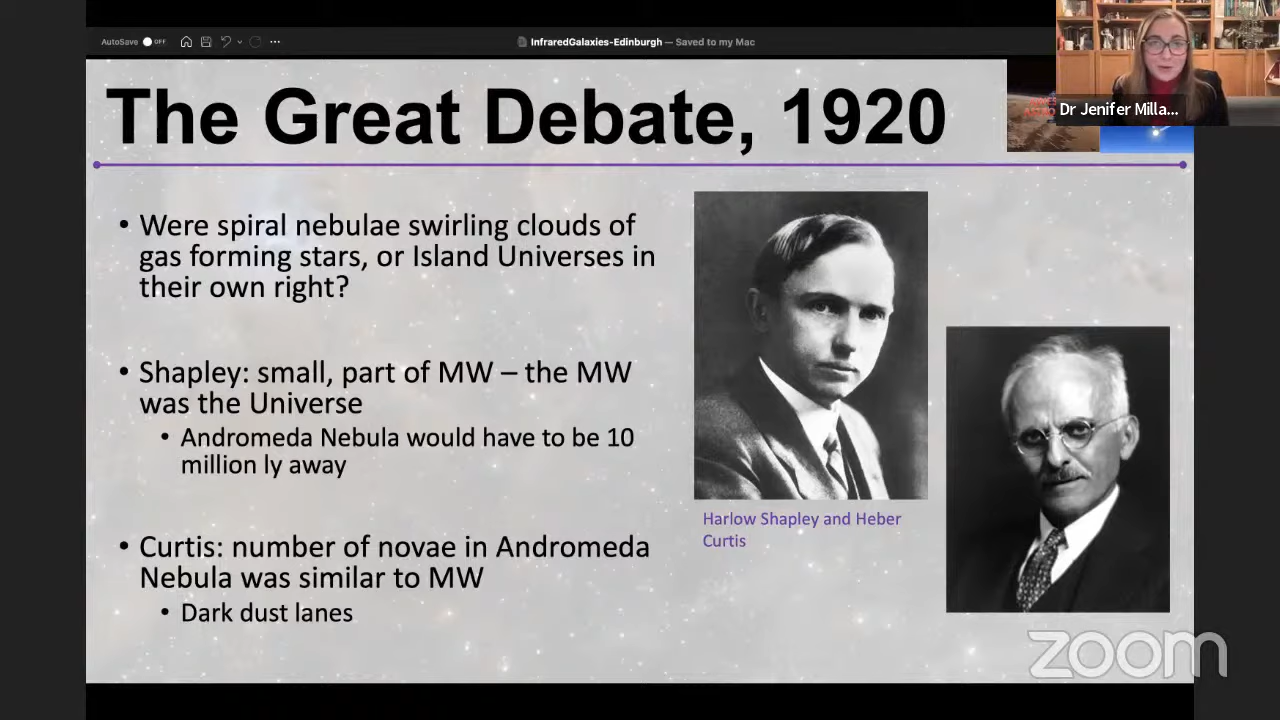 AutoSave OFF
InfraredGalaxies-Edinburgh — Saved to my Mac
The Great Debate, 1920
Dr Jenifer Milla...
• Were spiral nebulae swirling clouds of
gas forming stars, or Island Universes in
their own right?
• Shapley: small, part of MW – the MW
was the Universe
• Andromeda Nebula would have to be 10
million ly away
• Curtis: number of novae in Andromeda
Nebula was similar to MW
• Dark dust lanes
Harlow Shapley and Heber
Curtis
zoom